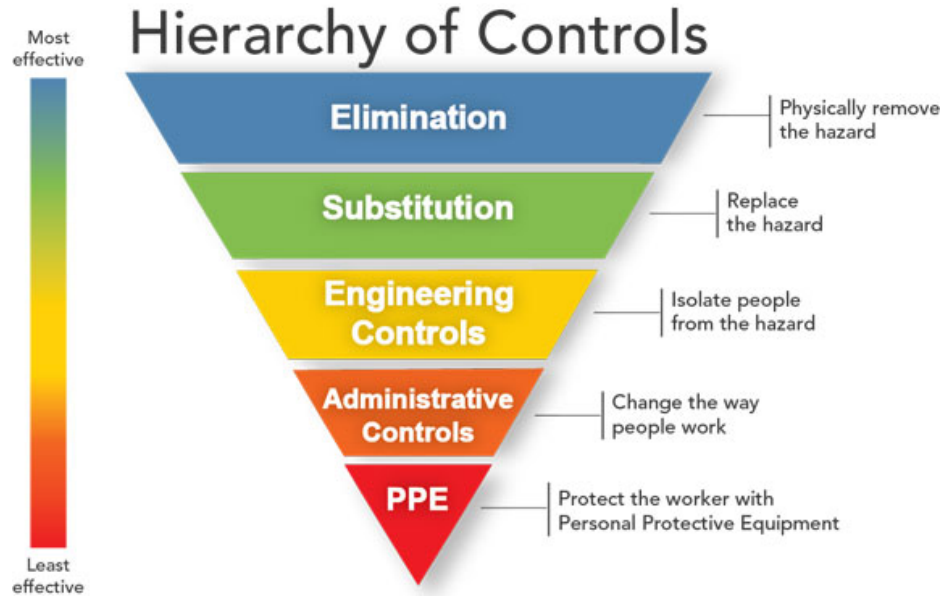 Hierarchy of Controls
Most
effective
Elimination
Physically remove
the hazard
Substitution
Replace
the hazard
Engineering
Controls
Isolate people
from the hazard
Administrative
Controls
Change the way
people work
PPE
Protect the worker with
Personal Protective Equipment
Least
effective